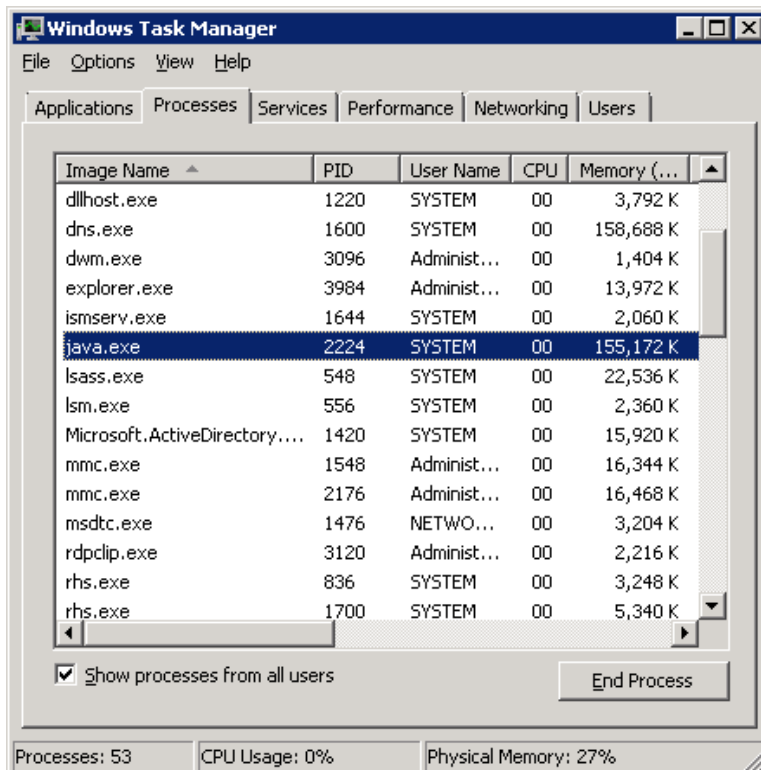 Windows Task Manager
File Options View Help
Applications Processes Services Performance Networking Users
Image Name PID User Name CPU Memory (...
dllhost.exe 1220 SYSTEM 00 3,792 K
dns.exe 1600 SYSTEM 00 158,688 K
dwm.exe 3096 Administ... 00 1,404 K
explorer.exe 3984 Administ... 00 13,972 K
ismserv.exe 1644 SYSTEM 00 2,060 K
java.exe 2224 SYSTEM 00 155,172 K
lsass.exe 548 SYSTEM 00 22,536 K
lsm.exe 556 SYSTEM 00 2,360 K
Microsoft.ActiveDirectory.... 1420 SYSTEM 00 15,920 K
mmc.exe 1548 Administ... 00 16,344 K
mmc.exe 2176 Administ... 00 16,468 K
msdtc.exe 1476 NETWO... 00 3,204 K
rdpclip.exe 3120 Administ... 00 2,216 K
rhs.exe 836 SYSTEM 00 3,248 K
rhs.exe 1700 SYSTEM 00 5,340 K
Show processes from all users End Process
Processes: 53 CPU Usage: 0% Physical Memory: 27%